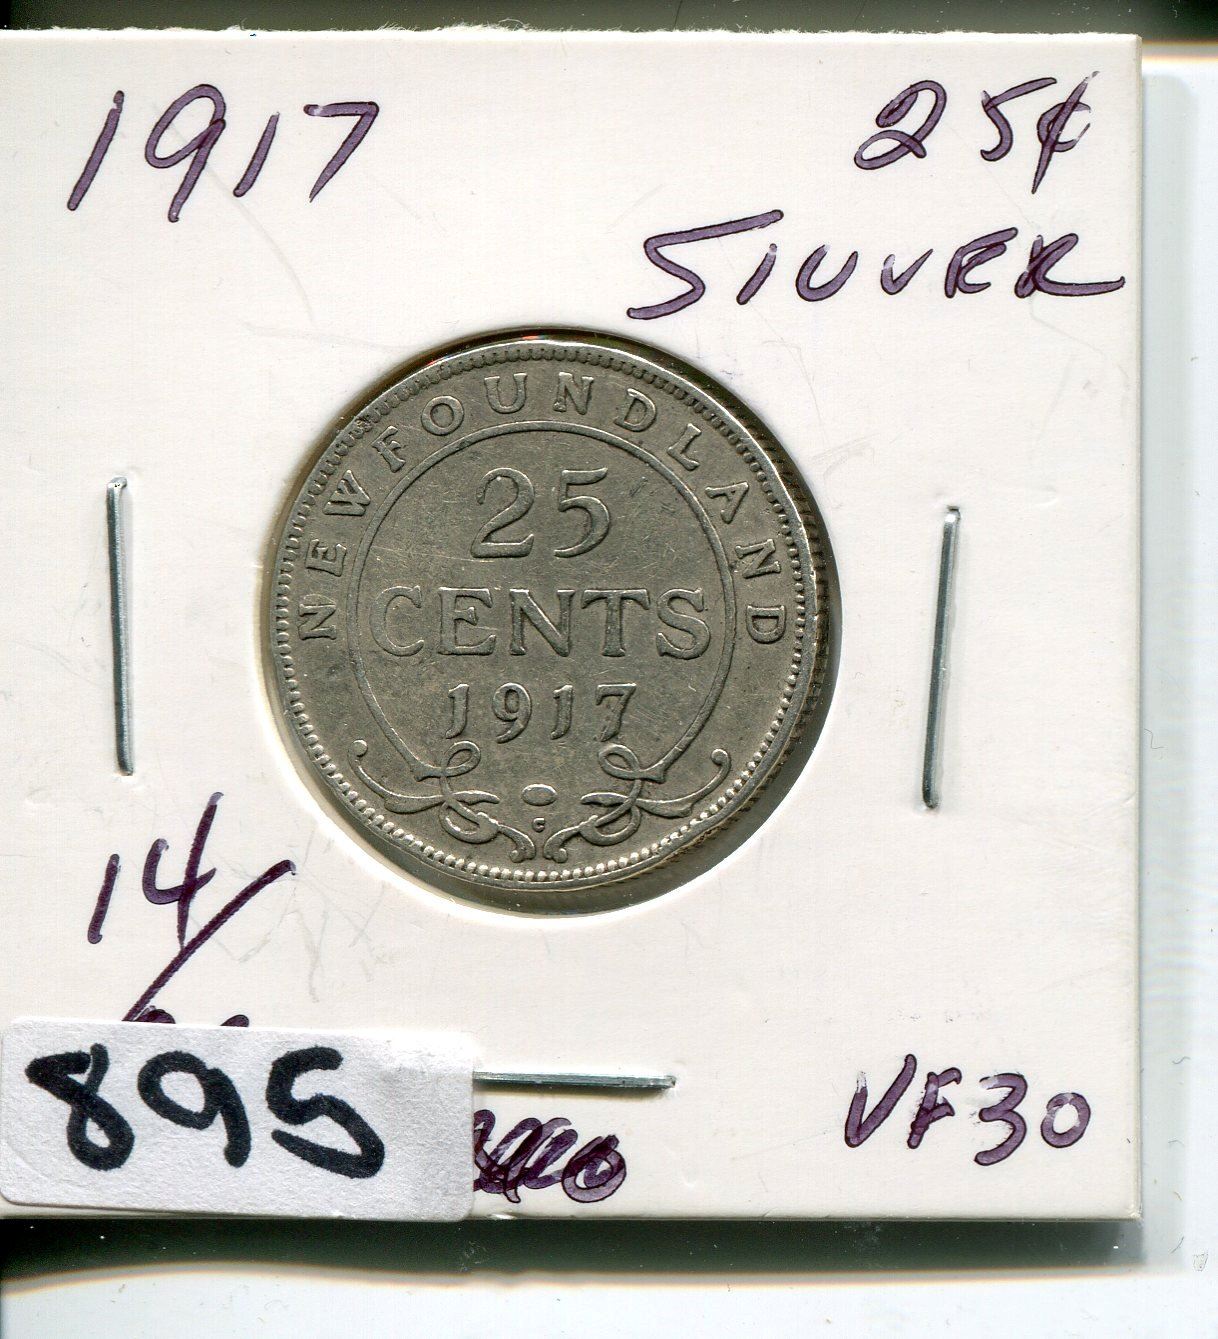 1917 25¢
SILVER
NEWFOUNDLAND
25
CENTS
1917
C
14/
895
VF30